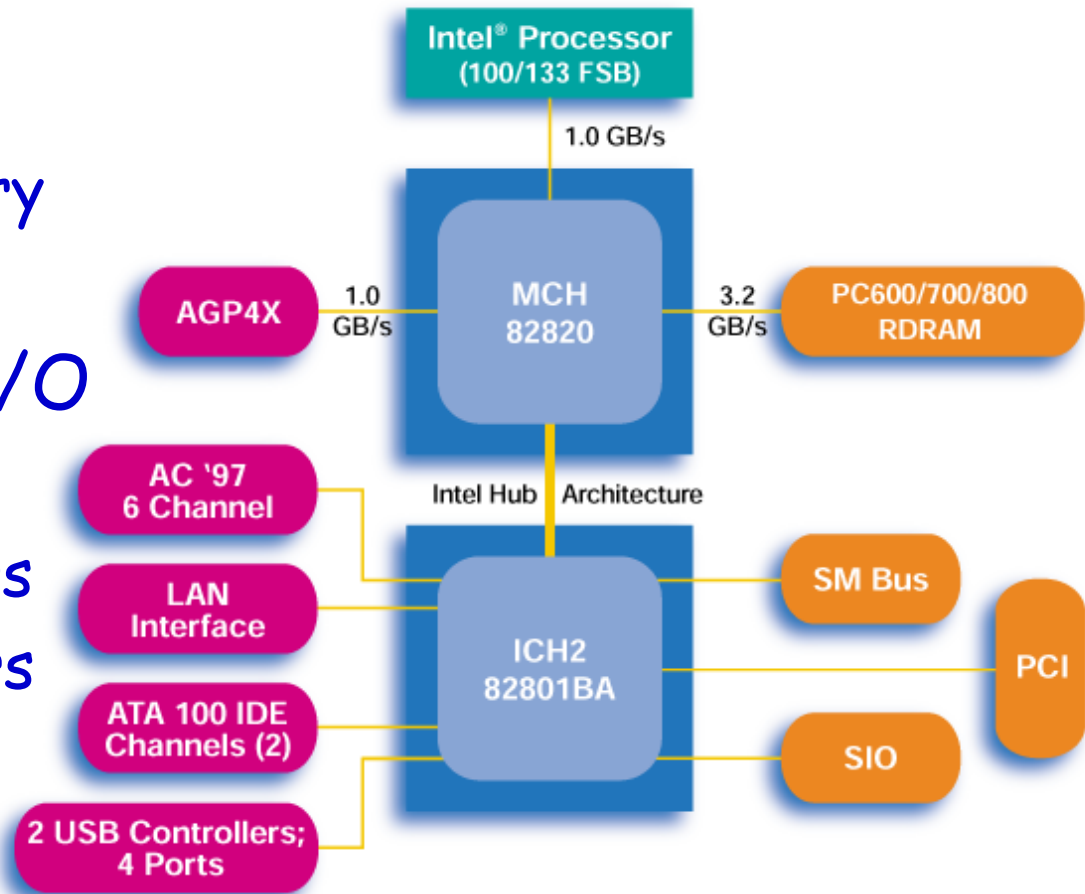 Intel® Processor
(100/133 FSB)
1.0 GB/s
ry
AGP4X
1.0
GB/s
MCH
82820
3.2
GB/s
PC600/700/800
RDRAM
/O
AC '97
6 Channel
Intel Hub Architecture
s
LAN
Interface
rs
ICH2
82801BA
SM Bus
PCI
ATA 100 IDE
Channels (2)
SIO
2 USB Controllers;
4 Ports